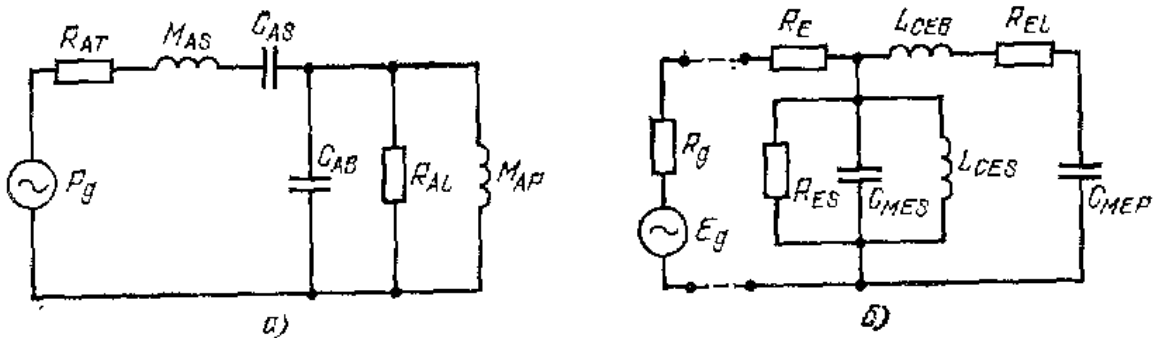 R_AT
M_AS
C_AS
P_g
C_AB
R_AL
M_AP
а)
R_E
L_CEB
R_EL
R_g
E_g
R_ES
C_MES
L_CES
C_MEP
б)